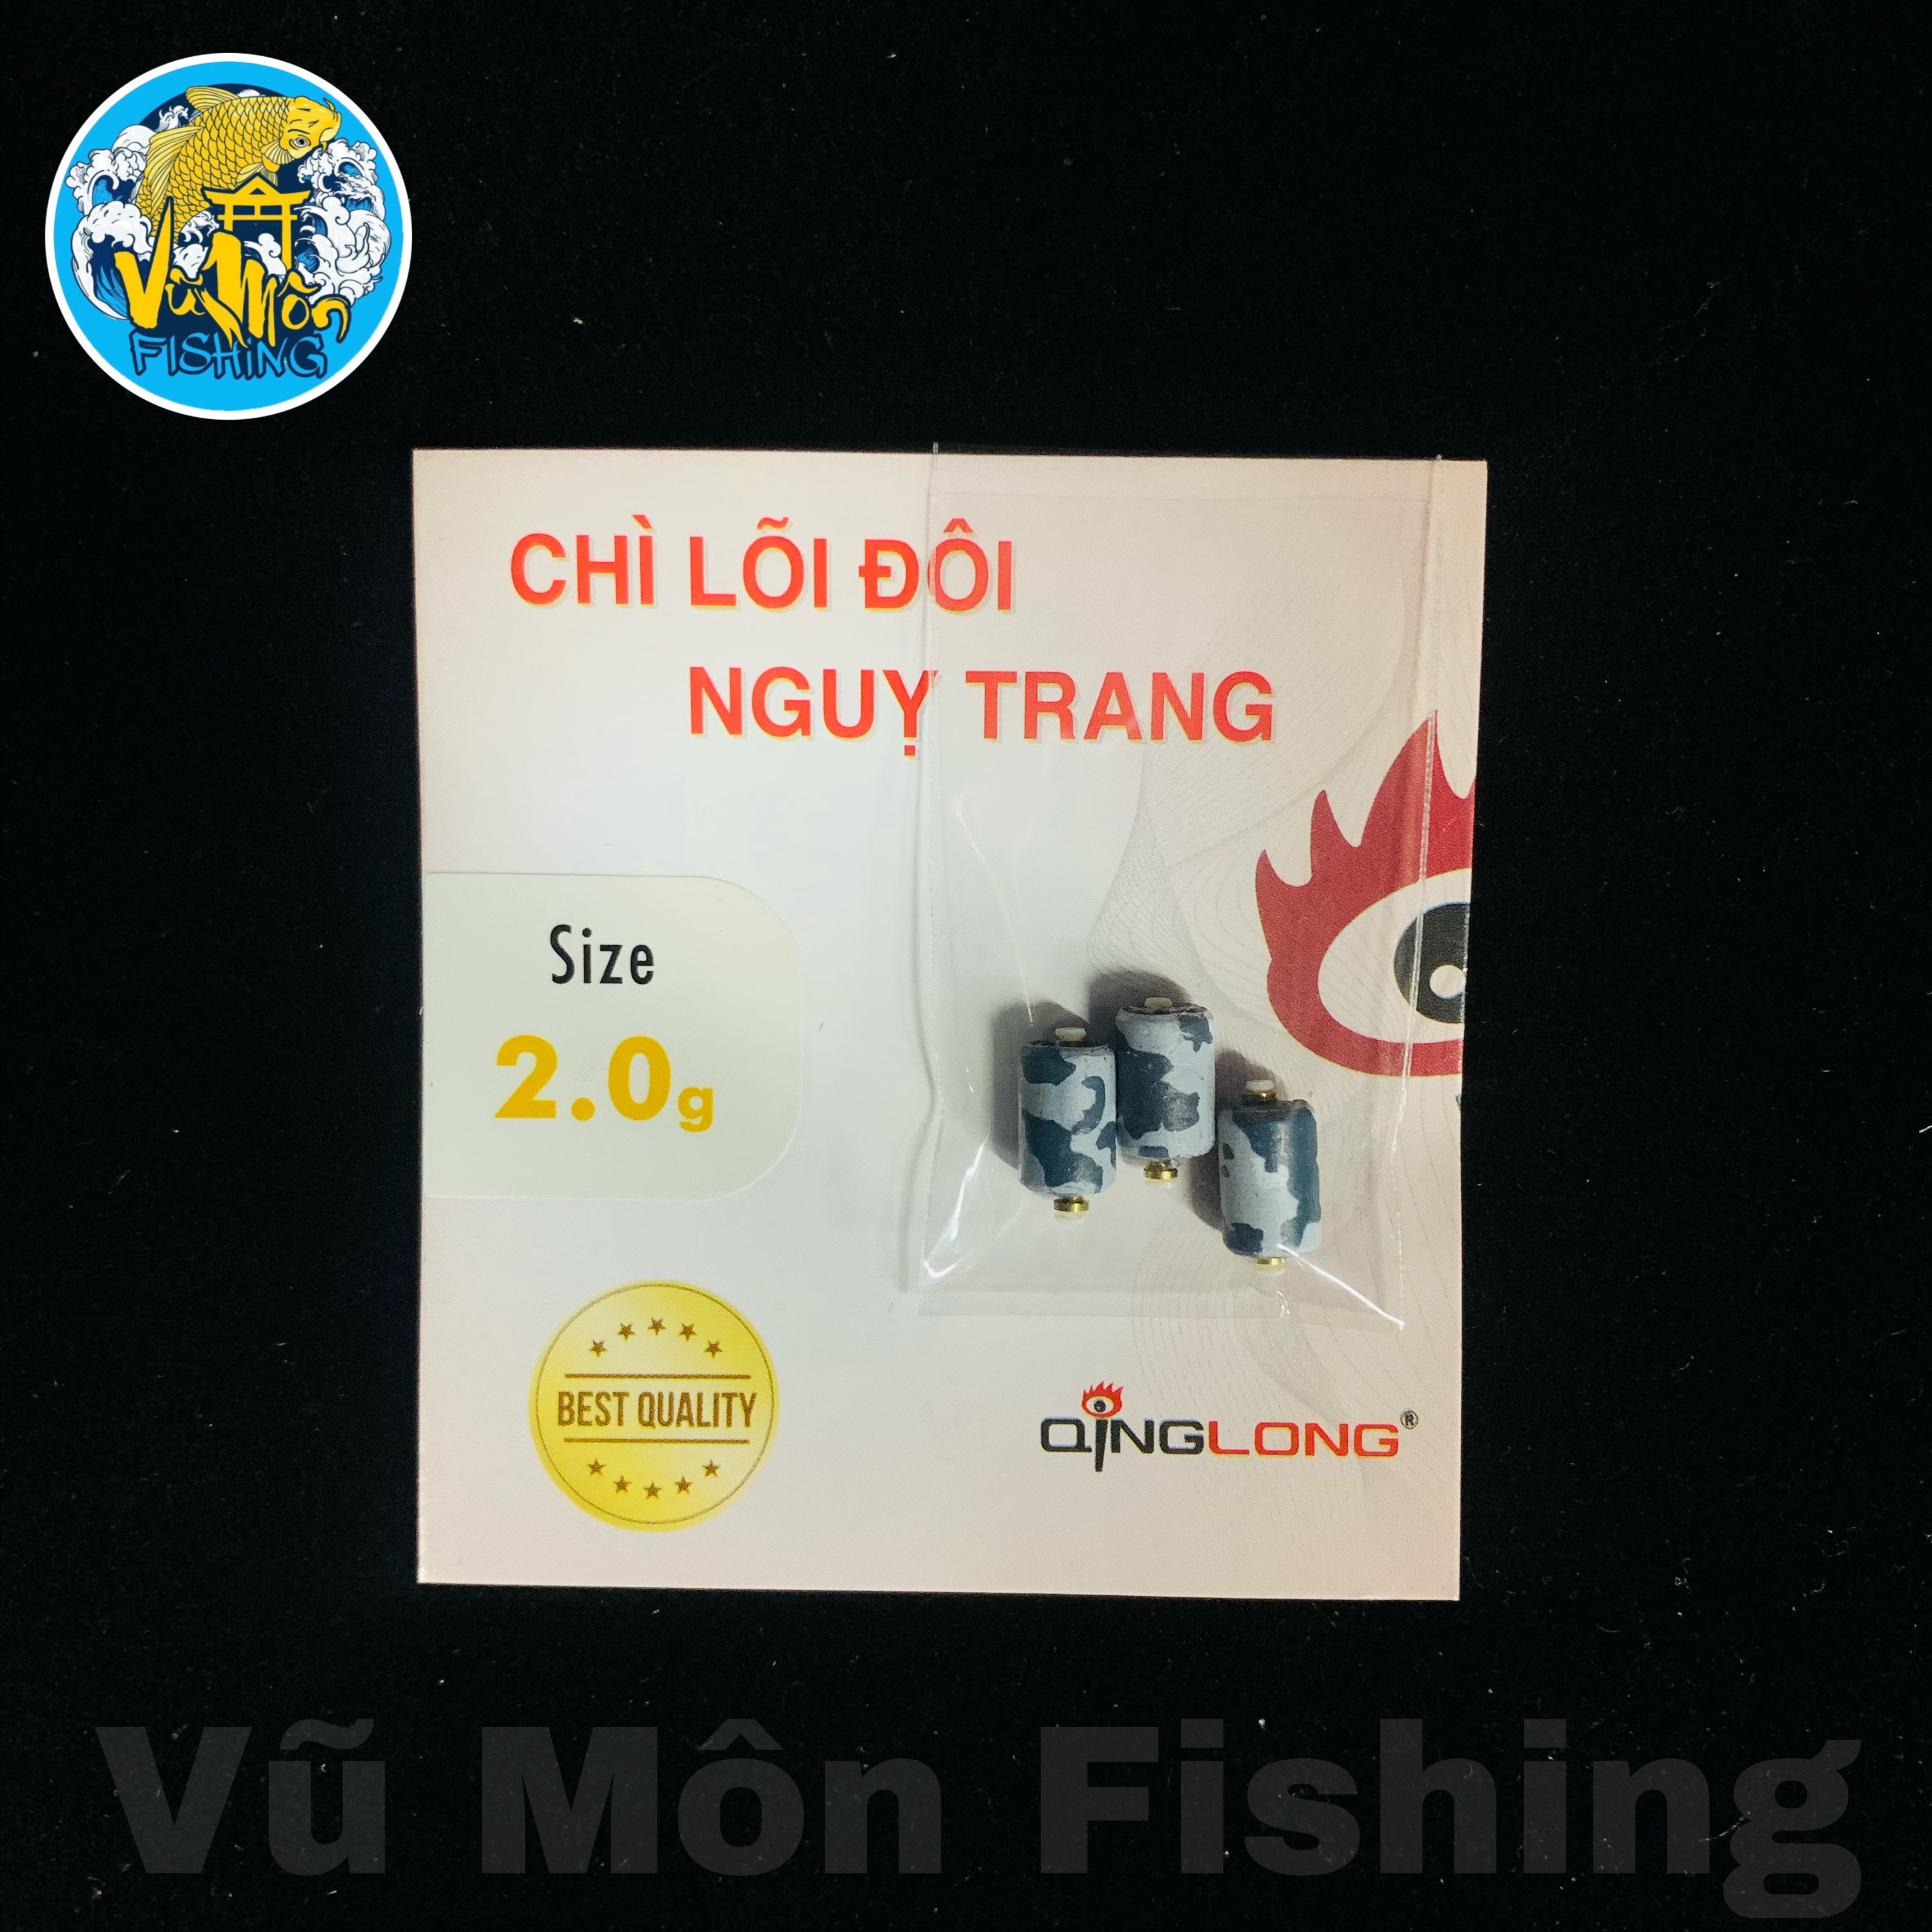 Vũ Môn
FISHING
CHÌ LÕI ĐÔI
NGUỴ TRANG
Size
2.0g
BEST QUALITY
QINGLONG®
Vũ Môn Fishing